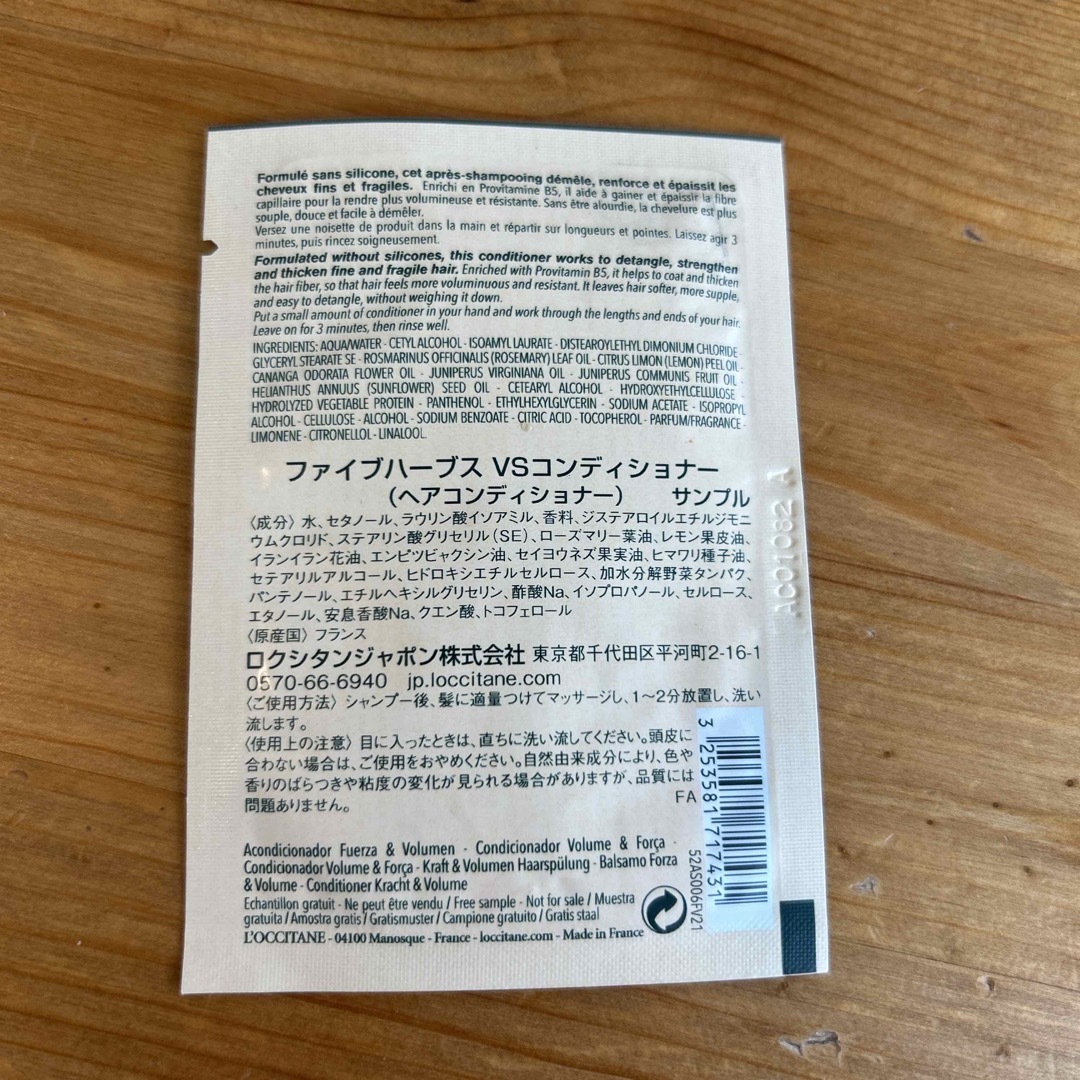 Formulé sans silicone, cet après-shampooing démêle, renforce et épaissit les
cheveux fins et fragiles. Enrichi en Provitamine B5, il aide à gainer et épaissir la fibre
capillaire pour la rendre plus volumineuse et résistante. Sans être alourdie, la chevelure est plus
souple, douce et facile à démêler.
Versez une noisette de produit dans la main et répartir sur longueurs et pointes. Laissez agir 3
minutes, puis rincez soigneusement.
Formulated without silicones, this conditioner works to detangle, strengthen
and thicken fine and fragile hair. Enriched with Provitamin B5, it helps to coat and thicken
the hair fiber, so that hair feels more voluminous and resistant. It leaves hair softer, more supple,
and easy to detangle, without weighing it down.
Put a small amount of conditioner in your hand and work through the lengths and ends of your hair.
Leave on for 3 minutes, then rinse well.
INGREDIENTS: AQUA/WATER - CETYL ALCOHOL - ISOAMYL LAURATE - DISTEAROYLETHYL DIMONIUM CHLORIDE -
GLYCERYL STEARATE SE - ROSMARINUS OFFICINALIS (ROSEMARY) LEAF OIL - CITRUS LIMON (LEMON) PEEL OIL -
CANANGA ODORATA FLOWER OIL - JUNIPERUS VIRGINIANA OIL - JUNIPERUS COMMUNIS FRUIT OIL -
HELIANTHUS ANNUUS (SUNFLOWER) SEED OIL - CETEARYL ALCOHOL - HYDROXYETHYLCELLULOSE -
HYDROLYZED VEGETABLE PROTEIN - PANTHENOL - ETHYLHEXYLGLYCERIN - SODIUM ACETATE - ISOPROPYL
ALCOHOL - CELLULOSE - ALCOHOL - SODIUM BENZOATE - CITRIC ACID - TOCOPHEROL - PARFUM/FRAGRANCE -
LIMONENE - CITRONELLOL - LINALOOL.
ファイブハーブス VSコンディショナー
(ヘアコンディショナー) サンプル
〈成分〉水、セタノール、ラウリン酸イソアミル、香料、ジステアロイルエチルジモニ
ウムクロリド、ステアリン酸グリセリル(SE)、ローズマリー葉油、レモン果皮油、
イランイラン花油、エンピツビャクシン油、セイヨウネズ果実油、ヒマワリ種子油、
セテアリルアルコール、ヒドロキシエチルセルロース、加水分解野菜タンパク、
パンテノール、エチルヘキシルグリセリン、酢酸Na、イソプロパノール、セルロース、
エタノール、安息香酸Na、クエン酸、トコフェロール
〈原産国〉フランス
ロクシタンジャポン株式会社 東京都千代田区平河町2-16-1
0570-66-6940 jp.loccitane.com
〈ご使用方法〉シャンプー後、髪に適量つけてマッサージし、1〜2分放置し、洗い
流します。
〈使用上の注意〉目に入ったときは、直ちに洗い流してください。頭皮に
合わない場合は、ご使用をおやめください。自然由来成分により、色や
香りのばらつきや粘度の変化が見られる場合がありますが、品質には
問題ありません。
FA
Acondicionador Fuerza & Volumen - Condicionador Volume & Força -
Condicionador Volume & Força - Kraft & Volumen Haarspülung - Balsamo Forza
& Volume - Conditioner Kracht & Volume
Echantillon gratuit - Ne peut être vendu / Free sample - Not for sale / Muestra
gratuita / Amostra gratis / Gratismuster / Campione gratuito / Gratis staal
L'OCCITANE - 04100 Manosque - France - loccitane.com - Made in France
3 253581 717431
52AS006FV21
AC01082 A